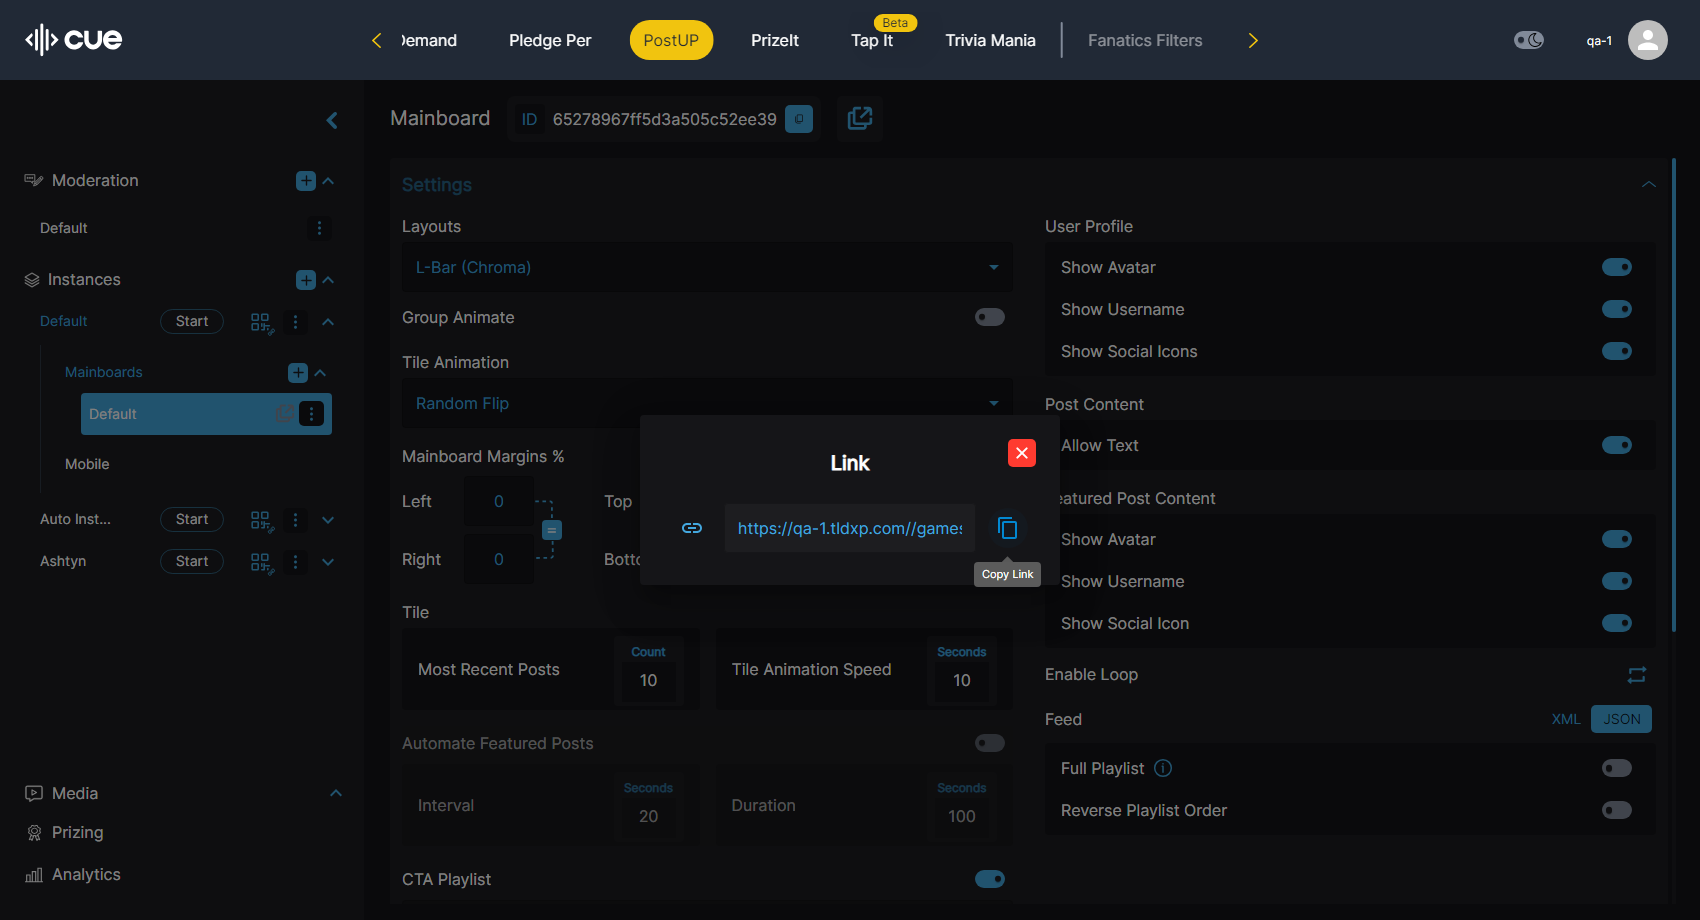 cue
Demand
Pledge Per
PostUP
PrizeIt
Beta
Tap It
Trivia Mania
Fanatics Filters
qa-1
Mainboard
ID
65278967ff5d3a505c52ee39
Moderation
Default
Instances
Default
Start
Mainboards
Default
Mobile
Auto Inst...
Start
Ashtyn
Start
Media
Prizing
Analytics
Settings
Layouts
L-Bar (Chroma)
Group Animate
Tile Animation
Random Flip
Mainboard Margins %
Left
0
Top
=
Right
0
Tile
Most Recent Posts
Count
10
Tile Animation Speed
Seconds
10
Automate Featured Posts
Interval
Seconds
20
Duration
Seconds
100
CTA Playlist
User Profile
Show Avatar
Show Username
Show Social Icons
Post Content
Allow Text
eatured Post Content
Show Avatar
Show Username
Show Social Icon
Enable Loop
Feed
XML
JSON
Full Playlist
Reverse Playlist Order
Link
https://qa-1.tldxp.com//games
Copy Link